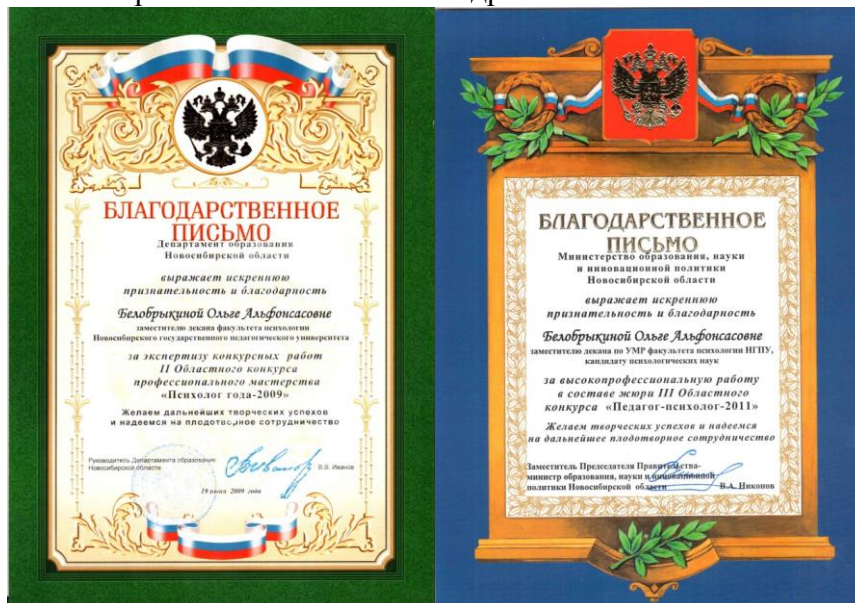 БЛАГОДАРСТВЕННОЕ
ПИСЬМО
Департамент образования
Новосибирской области
выражает искреннюю
признательность и благодарность
Белобрыкиной Ольге Альфонсасовне
заместителю декана факультета психологии
Новосибирского государственного педагогического университета
за экспертизу конкурсных работ
II Областного конкурса
профессионального мастерства
«Психолог года-2009»
Желаем дальнейших творческих успехов
и надеемся на плодотворное сотрудничество
Руководитель Департамента образования
Новосибирской области
В.В. Иванов
19 июня 2009 года
БЛАГОДАРСТВЕННОЕ
ПИСЬМО
Министерство образования, науки
и инновационной политики
Новосибирской области
выражает искреннюю
признательность и благодарность
Белобрыкиной Ольге Альфонсасовне
заместителю декана по УМР факультета психологии НГПУ,
кандидату психологических наук
за высокопрофессиональную работу
в составе жюри III Областного
конкурса «Педагог-психолог-2011»
Желаем творческих успехов и надеемся
на дальнейшее плодотворное сотрудничество
Заместитель Председателя Правительства-
министр образования, науки и инновационной
политики Новосибирской области В.А. Никонов